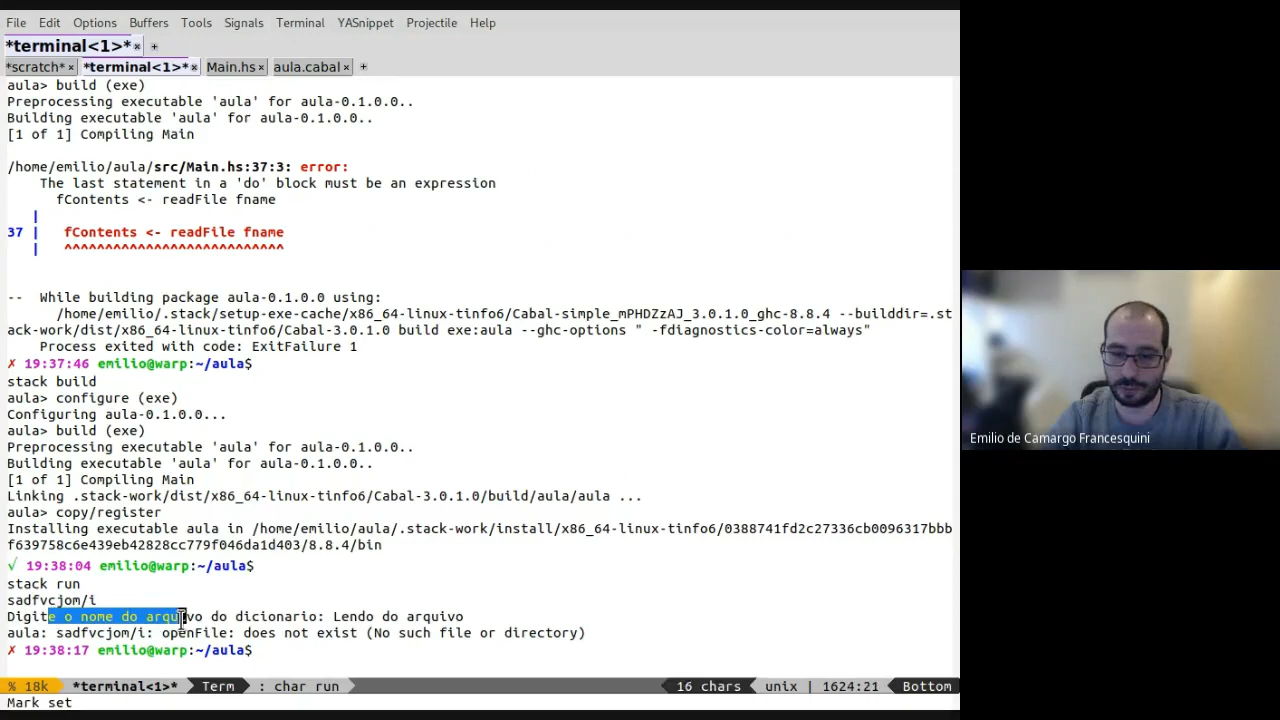 File Edit Options Buffers Tools Signals Terminal YASnippet Projectile Help
*terminal<1>* × +
*scratch* × *terminal<1>* × Main.hs × aula.cabal × +
aula> build (exe)
Preprocessing executable 'aula' for aula-0.1.0.0..
Building executable 'aula' for aula-0.1.0.0..
[1 of 1] Compiling Main
/home/emilio/aula/src/Main.hs:37:3: error:
The last statement in a 'do' block must be an expression
fContents <- readFile fname
|
37 | fContents <- readFile fname
| ^^^^^^^^^^^^^^^^^^^^^^^^^^^
-- While building package aula-0.1.0.0 using:
/home/emilio/.stack/setup-exe-cache/x86_64-linux-tinfo6/Cabal-simple_mPHDZzAJ_3.0.1.0_ghc-8.8.4 --builddir=.st
ack-work/dist/x86_64-linux-tinfo6/Cabal-3.0.1.0 build exe:aula --ghc-options " -fdiagnostics-color=always"
Process exited with code: ExitFailure 1
✗ 19:37:46 emilio@warp:~/aula$
stack build
aula> configure (exe)
Configuring aula-0.1.0.0...
aula> build (exe)
Preprocessing executable 'aula' for aula-0.1.0.0..
Building executable 'aula' for aula-0.1.0.0..
[1 of 1] Compiling Main
Linking .stack-work/dist/x86_64-linux-tinfo6/Cabal-3.0.1.0/build/aula/aula ...
aula> copy/register
Installing executable aula in /home/emilio/aula/.stack-work/install/x86_64-linux-tinfo6/0388741fd2c27336cb0096317bbb
f639758c6e439eb42828cc779f046da1d403/8.8.4/bin
√ 19:38:04 emilio@warp:~/aula$
stack run
sadfvcjom/i
Digite o nome do arquivo do dicionario: Lendo do arquivo
aula: sadfvcjom/i: openFile: does not exist (No such file or directory)
✗ 19:38:17 emilio@warp:~/aula$
% 18k *terminal<1>* Term : char run 16 chars unix 1624:21 Bottom
Mark set
Emilio de Camargo Francesquini